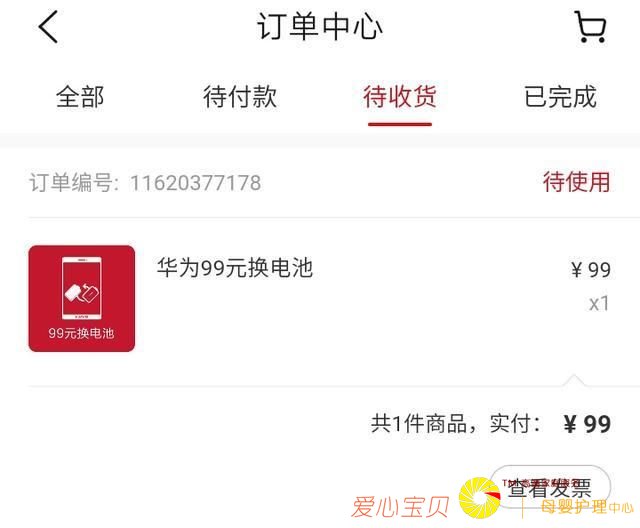 订单中心
全部 待付款 待收货 已完成
订单编号: 11620377178 待使用
华为99元换电池 ¥ 99
x1
99元换电池
共1件商品，实付： ¥ 99
查看发票
爱心宝贝 母婴护理中心